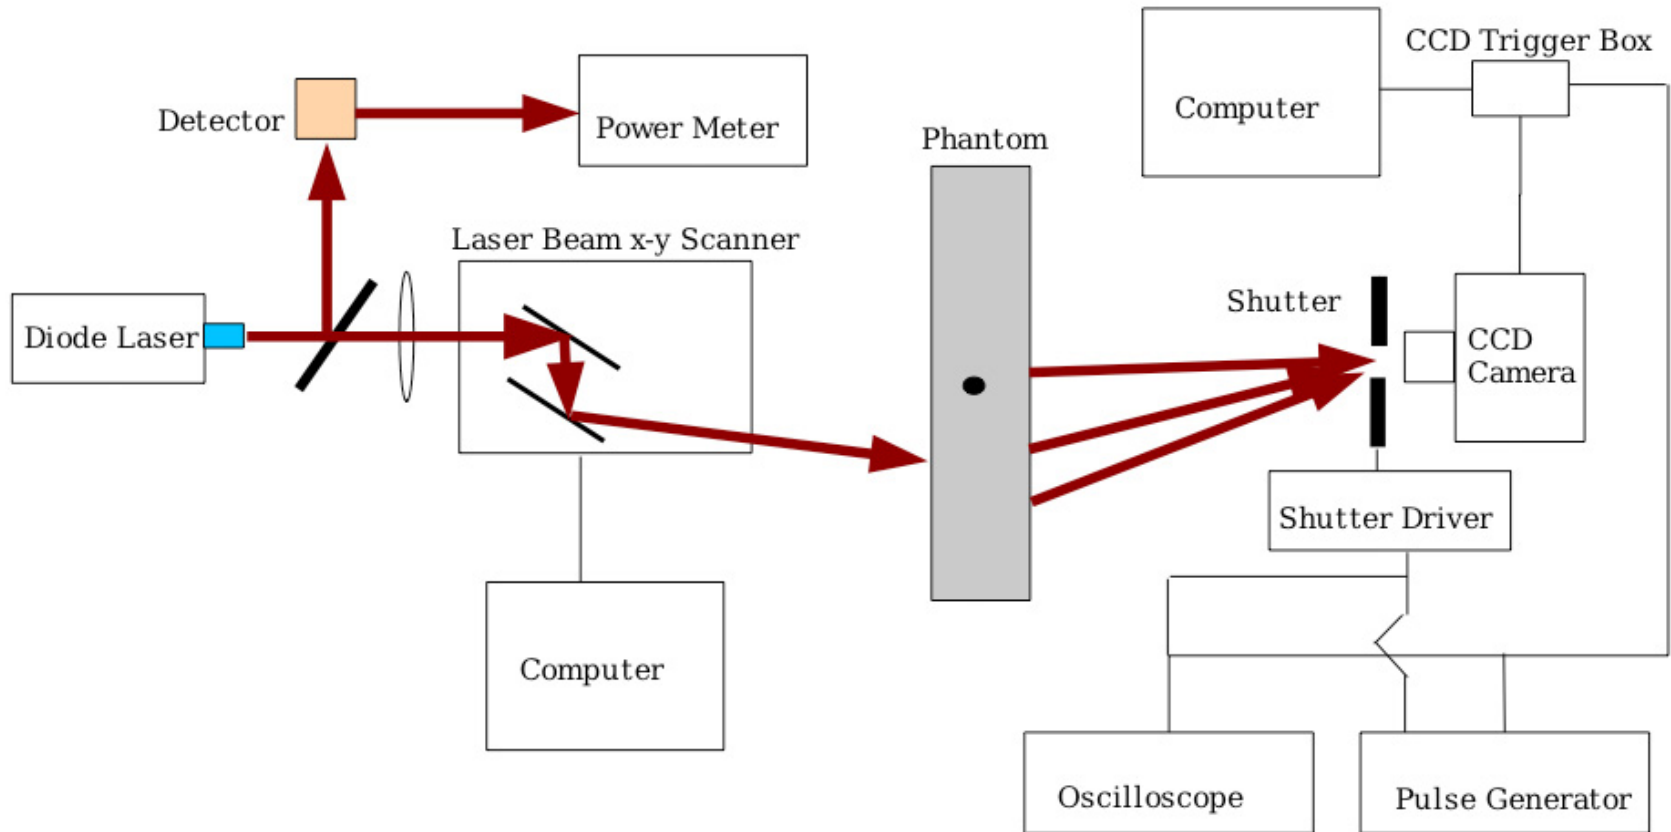 CCD Trigger Box
Computer
Detector
Power Meter
Phantom
Laser Beam x-y Scanner
Shutter
Diode Laser
CCD
Camera
Shutter Driver
Computer
Oscilloscope
Pulse Generator